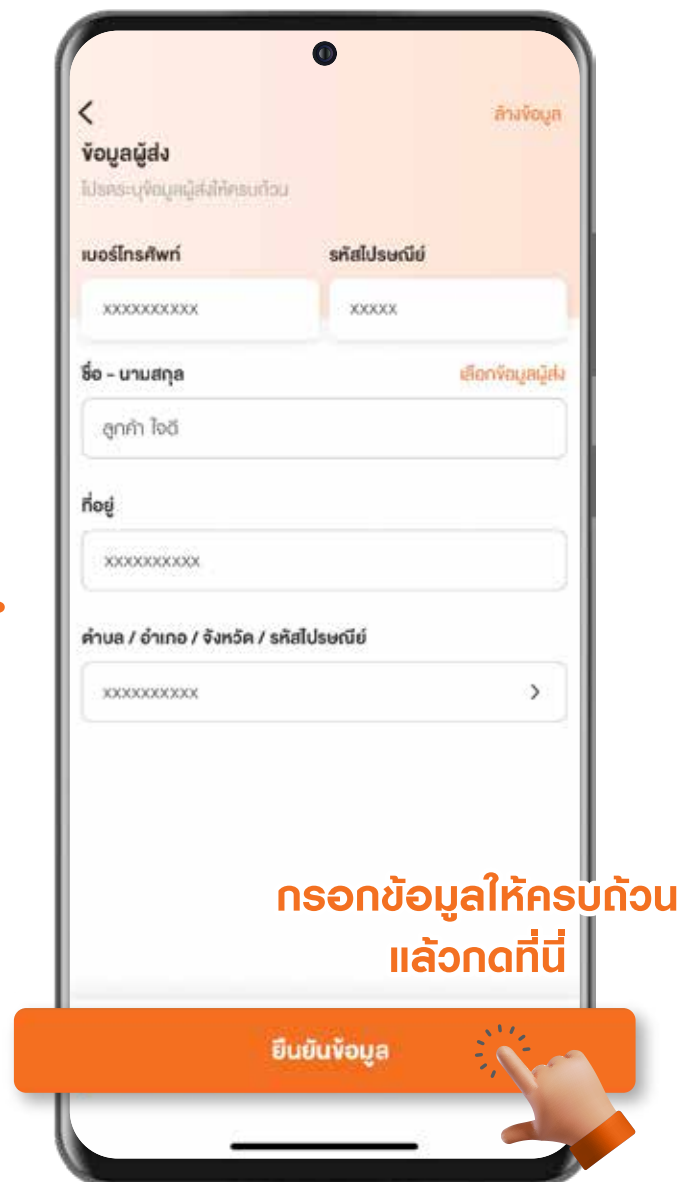 ล้างข้อมูล
ข้อมูลผู้ส่ง
โปรดระบุข้อมูลผู้ส่งให้ครบถ้วน
เบอร์โทรศัพท์ รหัสไปรษณีย์
xxxxxxxxxx xxxxx
ชื่อ - นามสกุล เลือกข้อมูลผู้ส่ง
ลูกค้า ใจดี
ที่อยู่
xxxxxxxxxx
ตำบล / อำเภอ / จังหวัด / รหัสไปรษณีย์
xxxxxxxxxx
กรอกข้อมูลให้ครบถ้วน
แล้วกดที่นี่
ยืนยันข้อมูล